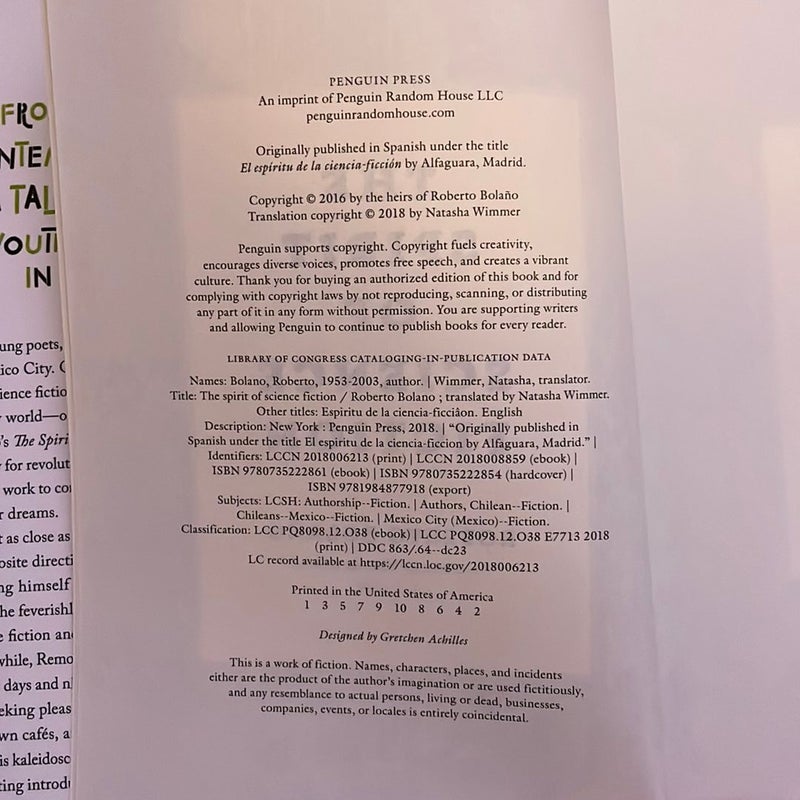 FRO
NTE
TAL
YOUT
IN
ung poets,
ico City.
ience fictio
world—o
's The Spiri
for revolut
work to co
r dreams.
t as close as
osite directi
ng himself
he feverishl
e fiction an
while, Remo
days and n
eking pleas
wn cafés, a
is kaleidosc
ting introd
PENGUIN PRESS
An imprint of Penguin Random House LLC
penguinrandomhouse.com
Originally published in Spanish under the title
El espíritu de la ciencia-ficción by Alfaguara, Madrid.
Copyright © 2016 by the heirs of Roberto Bolaño
Translation copyright © 2018 by Natasha Wimmer
Penguin supports copyright. Copyright fuels creativity,
encourages diverse voices, promotes free speech, and creates a vibrant
culture. Thank you for buying an authorized edition of this book and for
complying with copyright laws by not reproducing, scanning, or distributing
any part of it in any form without permission. You are supporting writers
and allowing Penguin to continue to publish books for every reader.
LIBRARY OF CONGRESS CATALOGING-IN-PUBLICATION DATA
Names: Bolano, Roberto, 1953-2003, author. | Wimmer, Natasha, translator.
Title: The spirit of science fiction / Roberto Bolano ; translated by Natasha Wimmer.
Other titles: Espiritu de la ciencia-ficciâon. English
Description: New York : Penguin Press, 2018. | "Originally published in
Spanish under the title El espiritu de la ciencia-ficcion by Alfaguara, Madrid." |
Identifiers: LCCN 2018006213 (print) | LCCN 2018008859 (ebook) |
ISBN 9780735222861 (ebook) | ISBN 9780735222854 (hardcover) |
ISBN 9781984877918 (export)
Subjects: LCSH: Authorship--Fiction. | Authors, Chilean--Fiction. |
Chileans--Mexico--Fiction. | Mexico City (Mexico)--Fiction.
Classification: LCC PQ8098.12.O38 (ebook) | LCC PQ8098.12.O38 E7713 2018
(print) | DDC 863/.64--dc23
LC record available at https://lccn.loc.gov/2018006213
Printed in the United States of America
1 3 5 7 9 10 8 6 4 2
Designed by Gretchen Achilles
This is a work of fiction. Names, characters, places, and incidents
either are the product of the author's imagination or are used fictitiously,
and any resemblance to actual persons, living or dead, businesses,
companies, events, or locales is entirely coincidental.